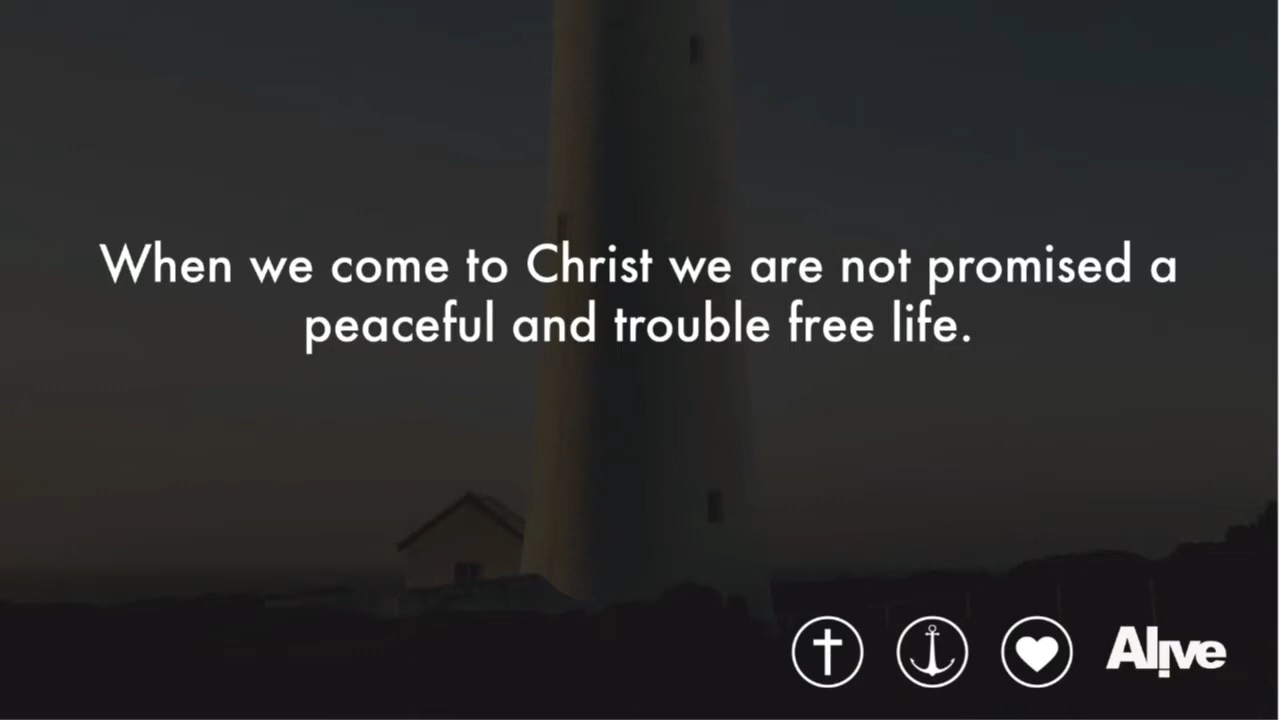 When we come to Christ we are not promised a
peaceful and trouble free life.
Alive